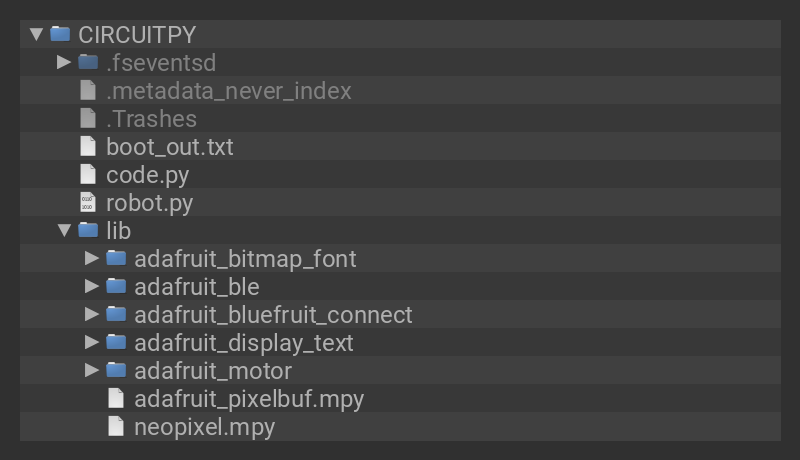 CIRCUITPY
.fseventsd
.metadata_never_index
.Trashes
boot_out.txt
code.py
robot.py
lib
adafruit_bitmap_font
adafruit_ble
adafruit_bluefruit_connect
adafruit_display_text
adafruit_motor
adafruit_pixelbuf.mpy
neopixel.mpy